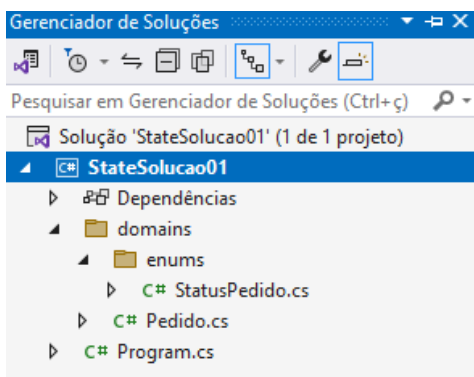 Gerenciador de Soluções
Pesquisar em Gerenciador de Soluções (Ctrl+ç)
Solução 'StateSolucao01' (1 de 1 projeto)
C# StateSolucao01
Dependências
domains
enums
C# StatusPedido.cs
C# Pedido.cs
C# Program.cs